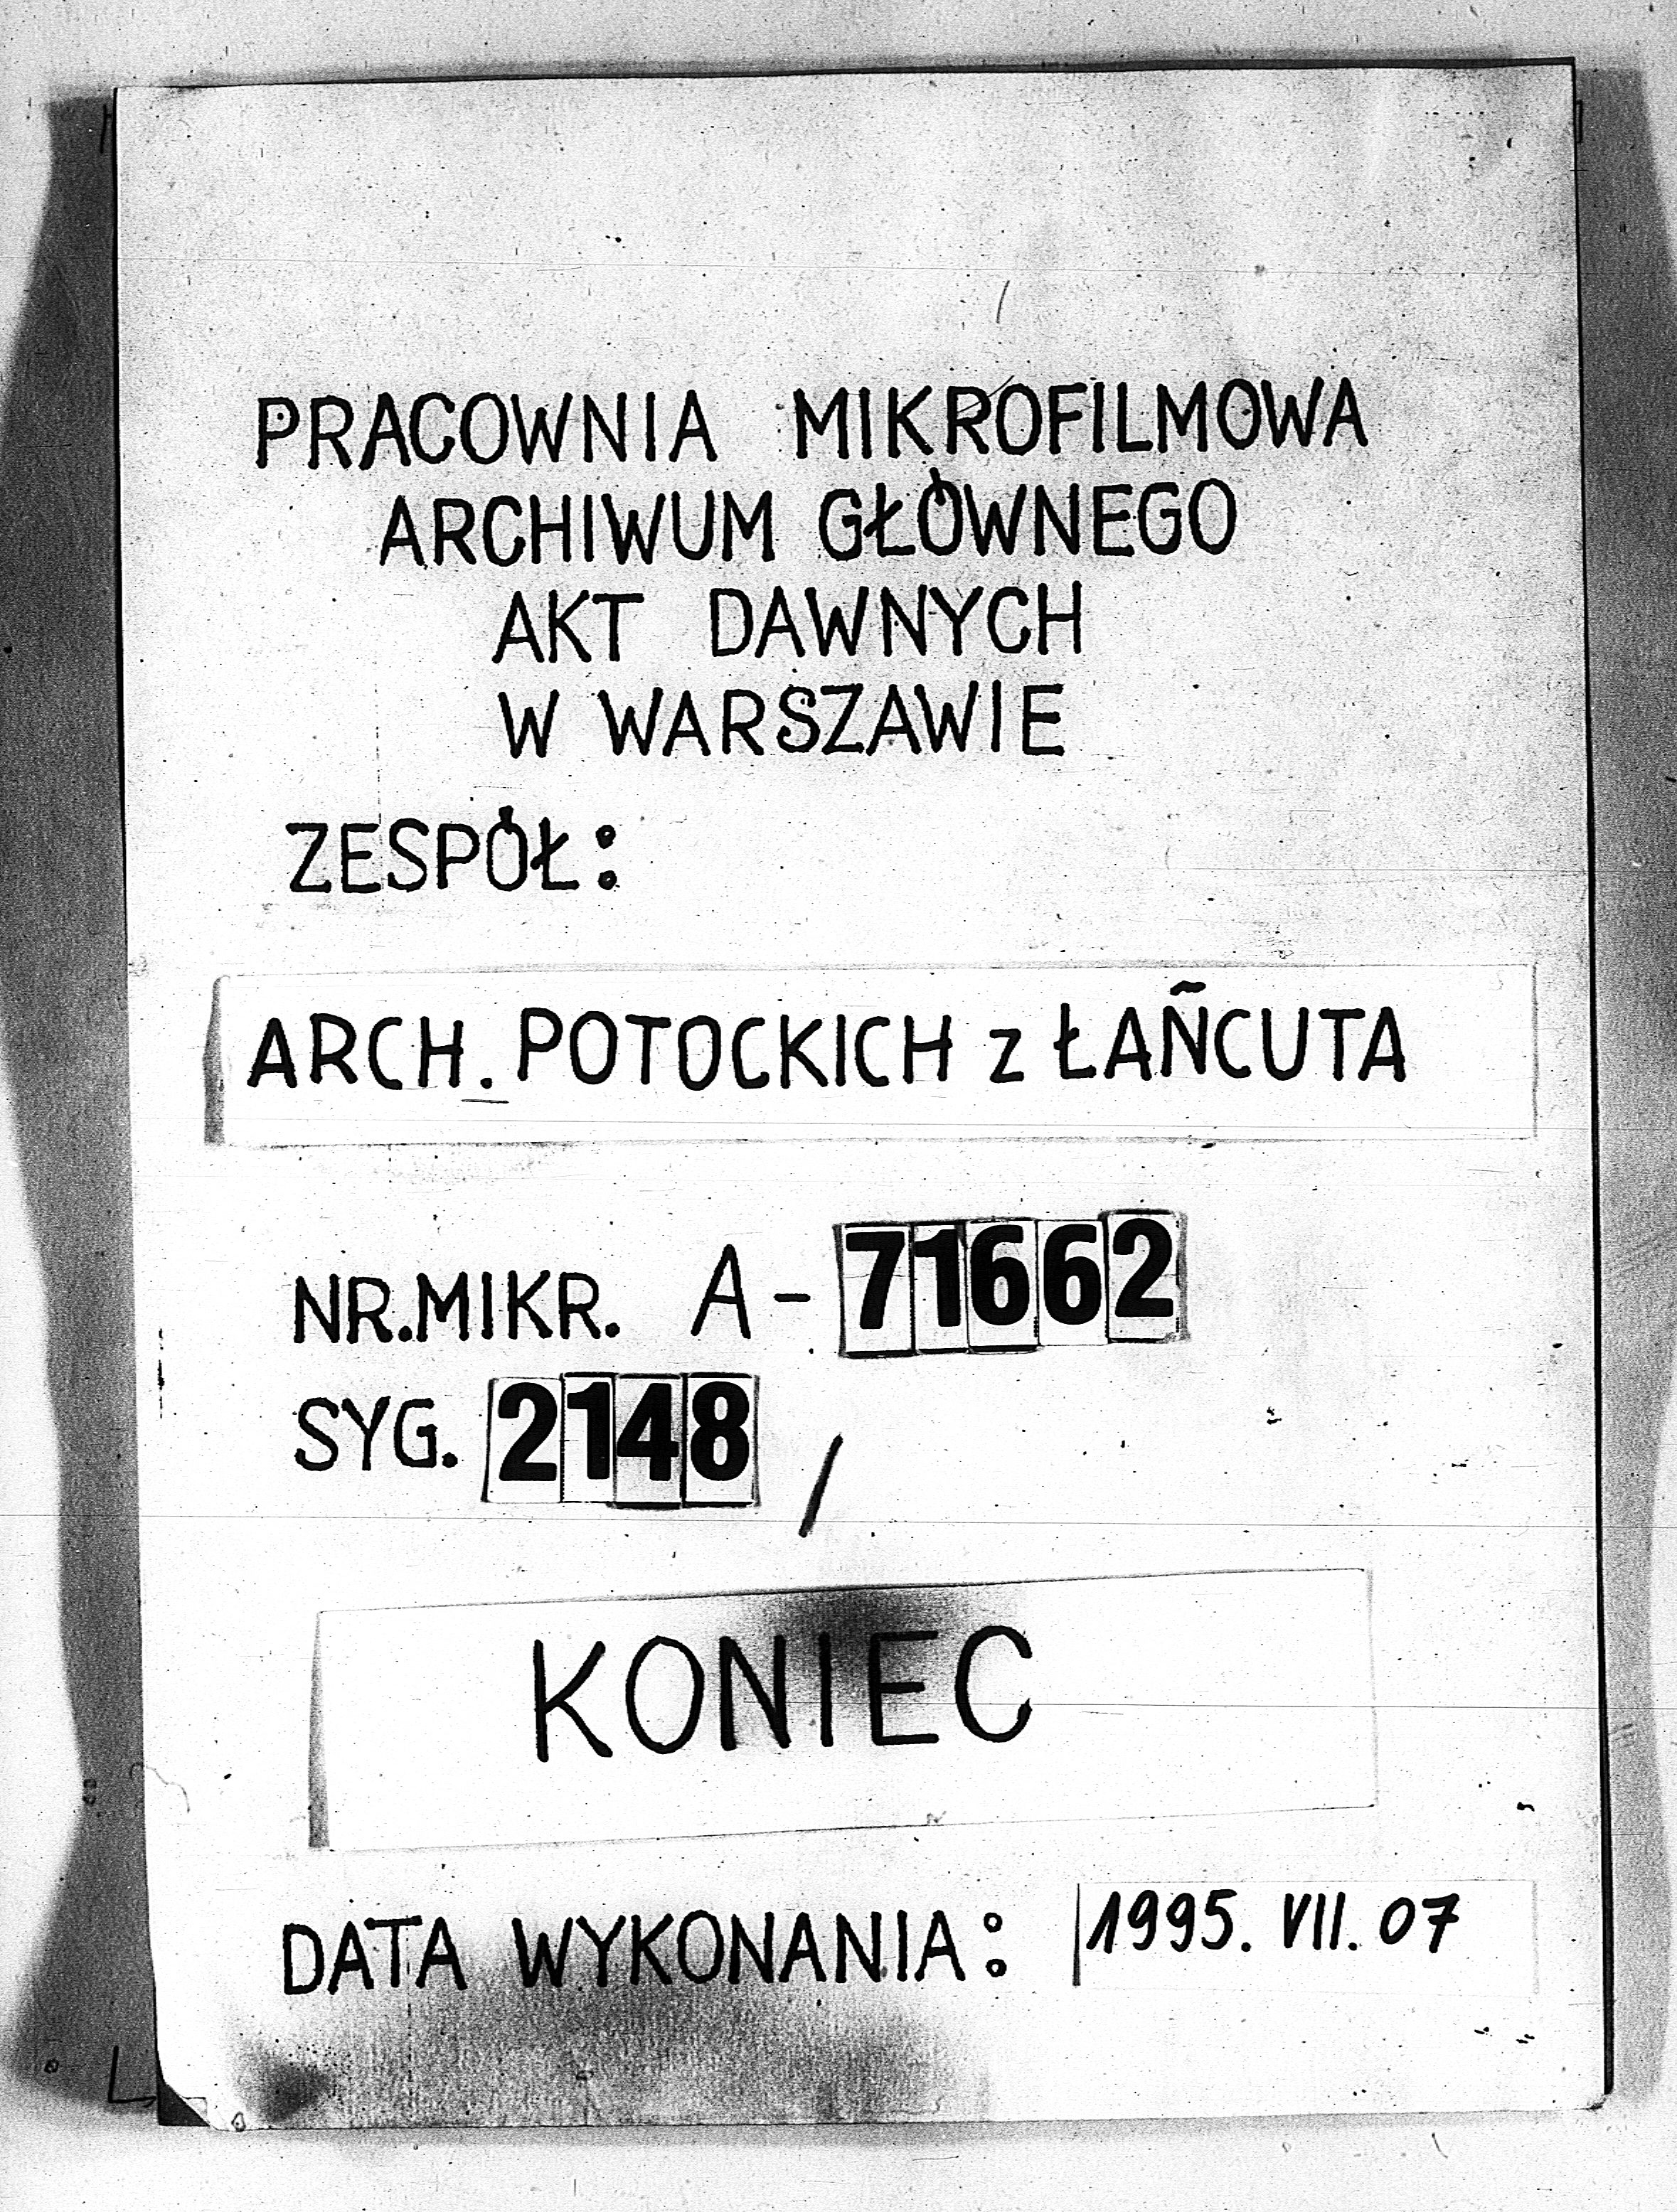 PRACOWNIA MIKROFILMOWA
ARCHIWUM GŁÓWNEGO
AKT DAWNYCH
W WARSZAWIE
ZESPÓŁ:
ARCH. POTOCKICH z ŁAÑCUTA
NR. MIKR. A-71662
SYG. 2148 /
KONIEC
DATA WYKONANIA: 1995. VII. 07